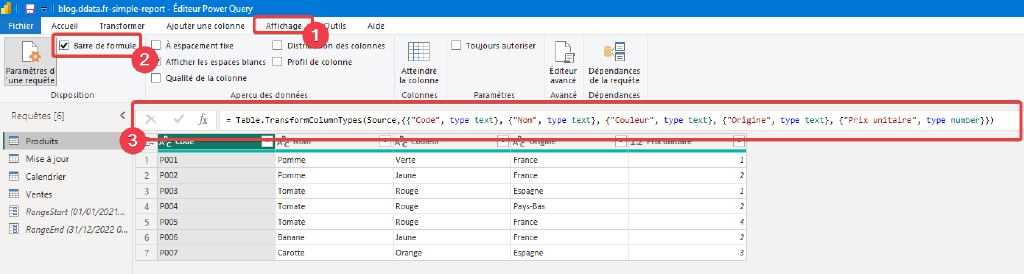 blog.ddata.fr-simple-report - Éditeur Power Query
Fichier Accueil Transformer Ajouter une colonne Affichage Outils Aide
1
Barre de formule À espacement fixe Distribution des colonnes Toujours autoriser
2
Afficher les espaces blancs Profil de colonne
Qualité de la colonne
Paramètres d
'une requête
Atteindre
la colonne
Éditeur
avancé
Dépendances
de la requête
Disposition Aperçu des données Colonnes Paramètres Avancé Dépendances
Requêtes [6]
fx = Table.TransformColumnTypes(Source,{{"Code", type text}, {"Nom", type text}, {"Couleur", type text}, {"Origine", type text}, {"Prix unitaire", type number}})
3
Produits
Mise à jour
Calendrier
Ventes
RangeStart (01/01/2021...
RangeEnd (31/12/2022 0...
Code Nom Couleur Origine 1.2 Prix unitaire
1 P001 Pomme Verte France 1
2 P002 Pomme Jaune France 2
3 P003 Tomate Rouge Espagne 1
4 P004 Tomate Rouge Pays-Bas 2
5 P005 Tomate Rouge France 4
6 P006 Banane Jaune France 2
7 P007 Carotte Orange Espagne 3